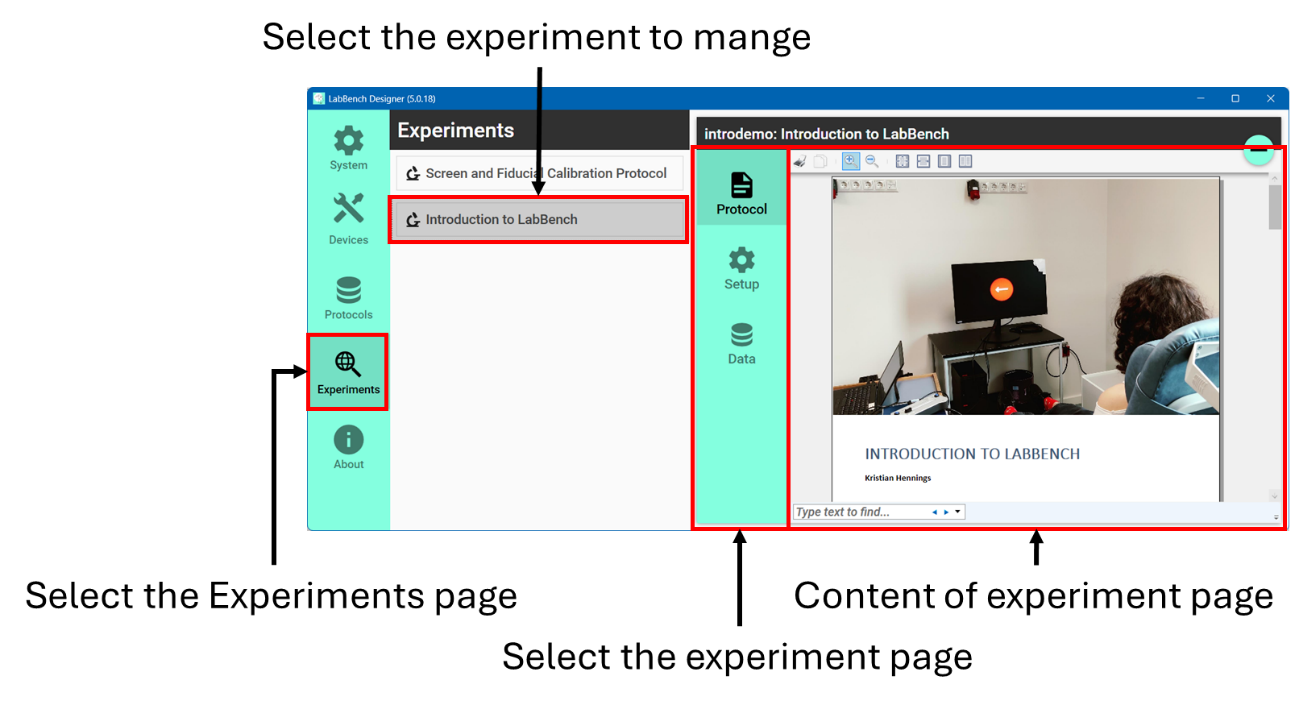 Select the experiment to mange
LabBench Designer (5.0.18)
System
Devices
Protocols
Experiments
About
Experiments
Screen and Fiducial Calibration Protocol
Introduction to LabBench
introdemo: Introduction to LabBench
Protocol
Setup
Data
INTRODUCTION TO LABBENCH
Kristian Hennings
Type text to find...
Select the Experiments page
Content of experiment page
Select the experiment page